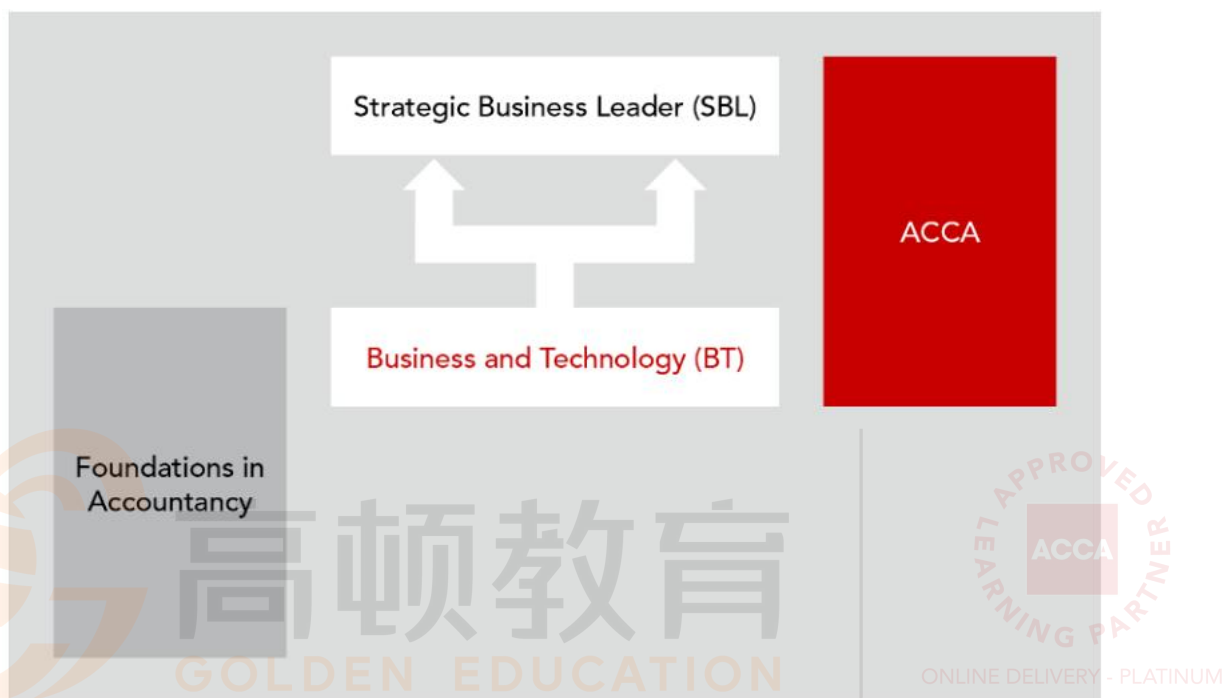 Strategic Business Leader (SBL)
ACCA
Business and Technology (BT)
Foundations in
Accountancy
高顿教育
GOLDEN EDUCATION
APPROVED
LEARNING PARTNER
ACCA
ONLINE DELIVERY - PLATINUM